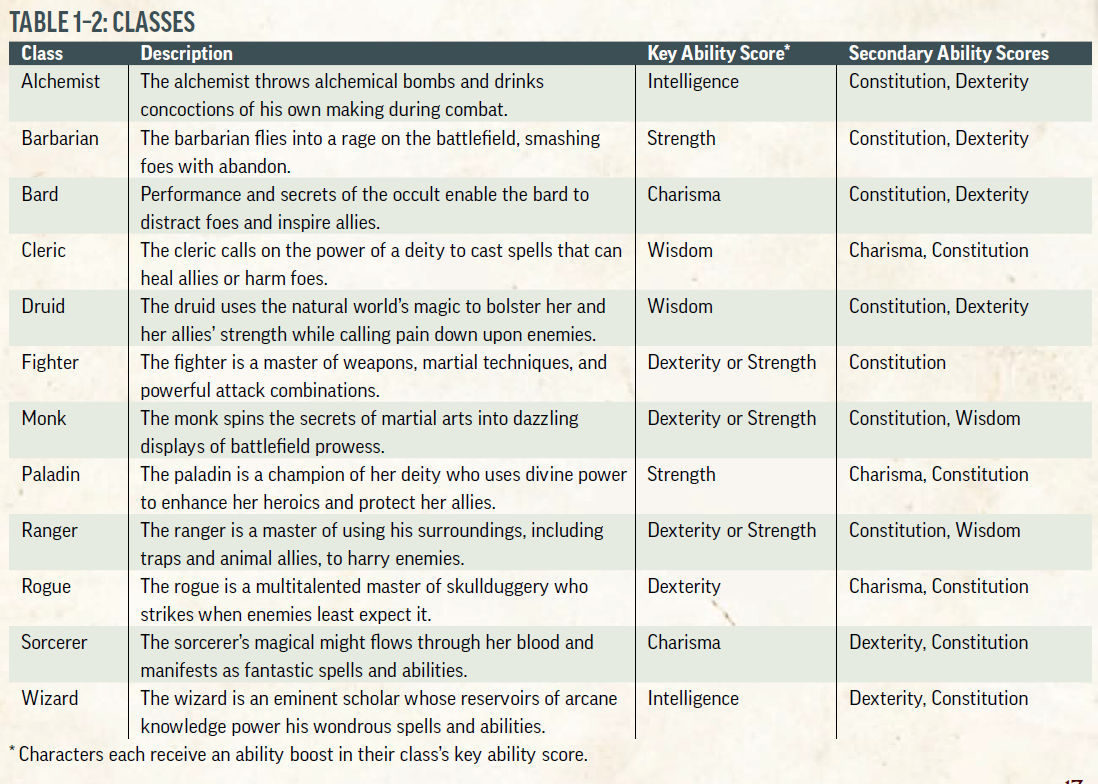 TABLE 1–2: CLASSES
Class Description Key Ability Score* Secondary Ability Scores
Alchemist The alchemist throws alchemical bombs and drinks Intelligence Constitution, Dexterity
concoctions of his own making during combat.
Barbarian The barbarian flies into a rage on the battlefield, smashing Strength Constitution, Dexterity
foes with abandon.
Bard Performance and secrets of the occult enable the bard to Charisma Constitution, Dexterity
distract foes and inspire allies.
Cleric The cleric calls on the power of a deity to cast spells that can Wisdom Charisma, Constitution
heal allies or harm foes.
Druid The druid uses the natural world’s magic to bolster her and Wisdom Constitution, Dexterity
her allies’ strength while calling pain down upon enemies.
Fighter The fighter is a master of weapons, martial techniques, and Dexterity or Strength Constitution
powerful attack combinations.
Monk The monk spins the secrets of martial arts into dazzling Dexterity or Strength Constitution, Wisdom
displays of battlefield prowess.
Paladin The paladin is a champion of her deity who uses divine power Strength Charisma, Constitution
to enhance her heroics and protect her allies.
Ranger The ranger is a master of using his surroundings, including Dexterity or Strength Constitution, Wisdom
traps and animal allies, to harry enemies.
Rogue The rogue is a multitalented master of skullduggery who Dexterity Charisma, Constitution
strikes when enemies least expect it.
Sorcerer The sorcerer’s magical might flows through her blood and Charisma Dexterity, Constitution
manifests as fantastic spells and abilities.
Wizard The wizard is an eminent scholar whose reservoirs of arcane Intelligence Dexterity, Constitution
knowledge power his wondrous spells and abilities.
* Characters each receive an ability boost in their class’s key ability score.